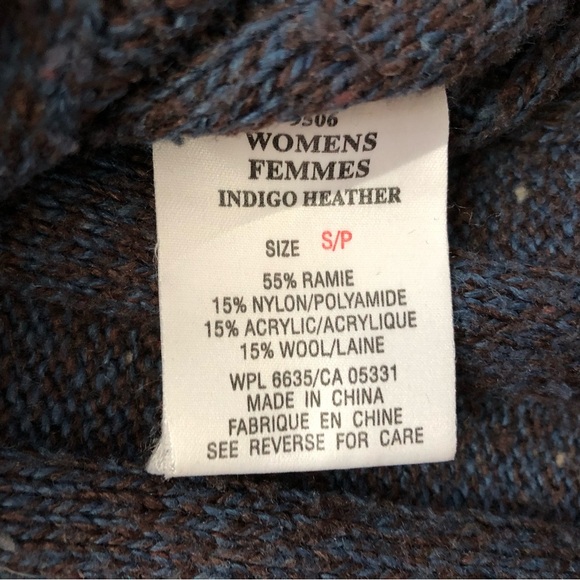 WOMENS
FEMMES
INDIGO HEATHER
SIZE S/P
55% RAMIE
15% NYLON/POLYAMIDE
15% ACRYLIC/ACRYLIQUE
15% WOOL/LAINE
WPL 6635/CA 05331
MADE IN CHINA
FABRIQUE EN CHINE
SEE REVERSE FOR CARE